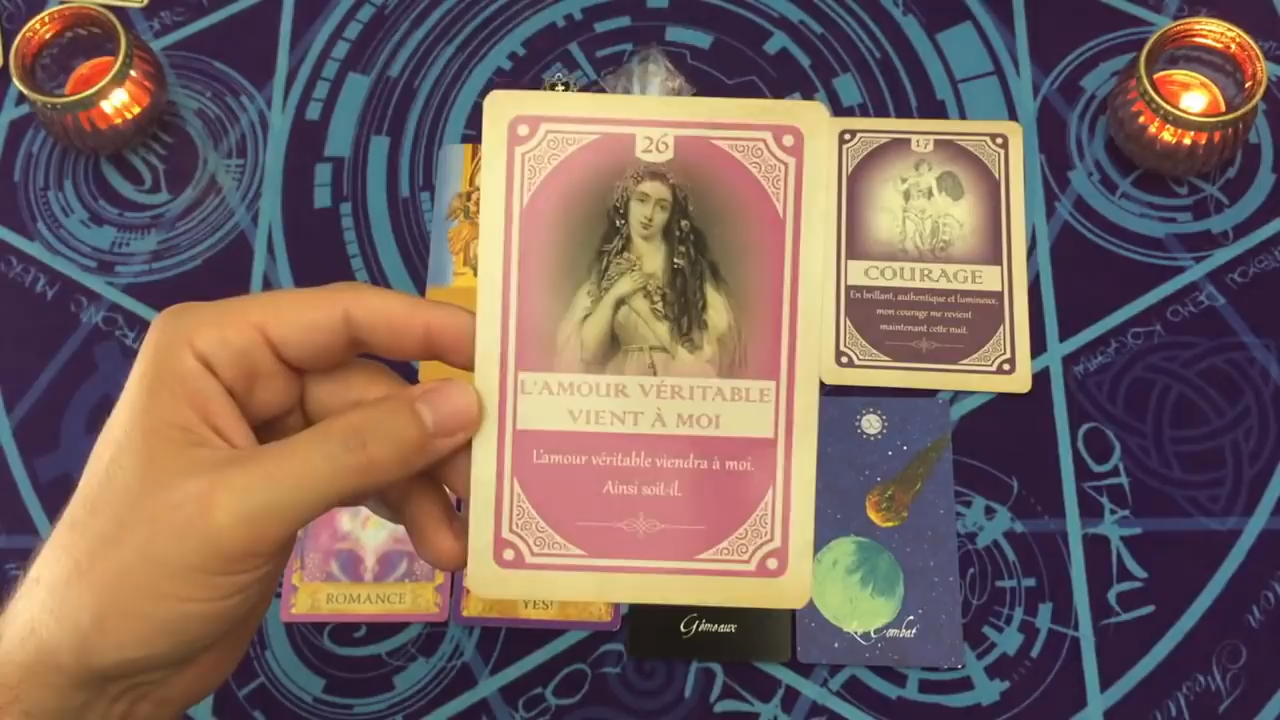 26
L'AMOUR VÉRITABLE
VIENT À MOI
L'amour véritable viendra à moi.
Ainsi soit-il.
17
COURAGE
En brillant, authentique et lumineux,
mon courage me revient
maintenant cette nuit.
ROMANCE
YES!
Gémeaux
Le Combat
OTAKU